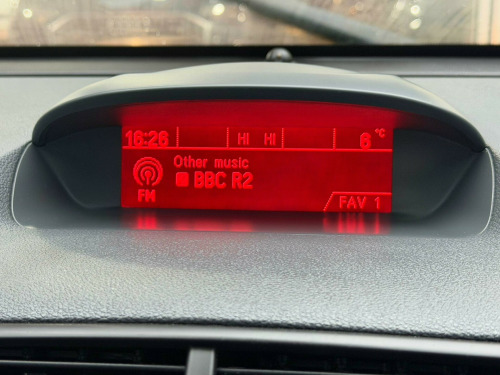 16:26 HI HI 6 °C
Other music
BBC R2
FM
FAV 1